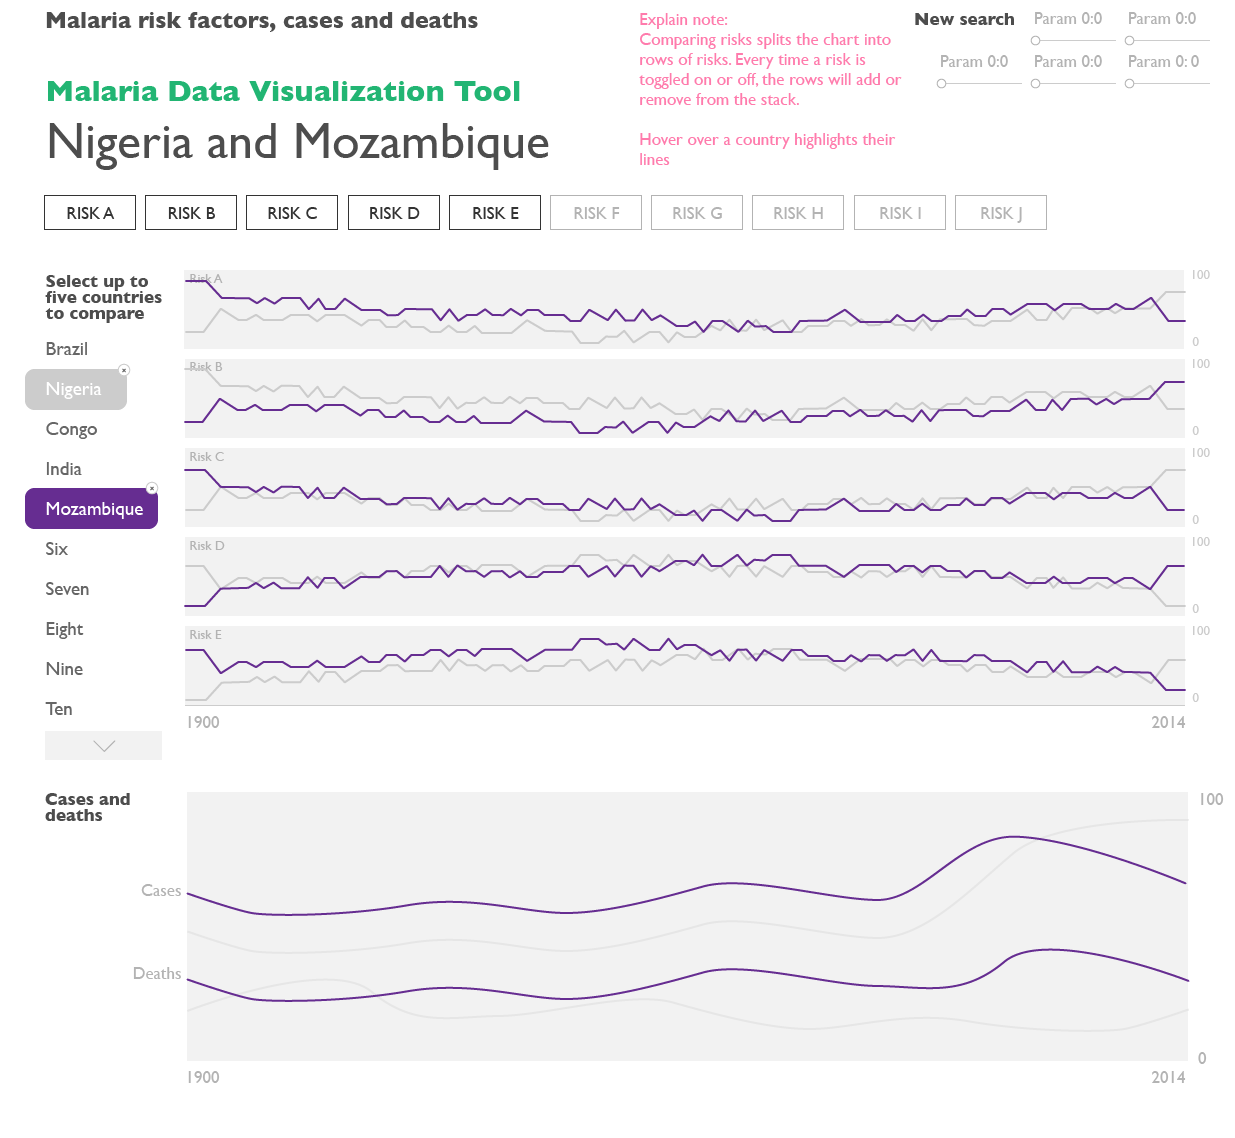 Malaria risk factors, cases and deaths
Malaria Data Visualization Tool
Nigeria and Mozambique
Explain note:
Comparing risks splits the chart into
rows of risks. Every time a risk is
toggled on or off, the rows will add or
remove from the stack.
Hover over a country highlights their
lines
New search
Param 0:0
Param 0:0
Param 0:0
Param 0:0
Param 0: 0
RISK A
RISK B
RISK C
RISK D
RISK E
RISK F
RISK G
RISK H
RISK I
RISK J
Select up to
five countries
to compare
Brazil
Nigeria
Congo
India
Mozambique
Six
Seven
Eight
Nine
Ten
Risk A
100
0
Risk B
100
0
Risk C
100
0
Risk D
100
0
Risk E
100
0
1900
2014
Cases and
deaths
Cases
Deaths
100
0
1900
2014